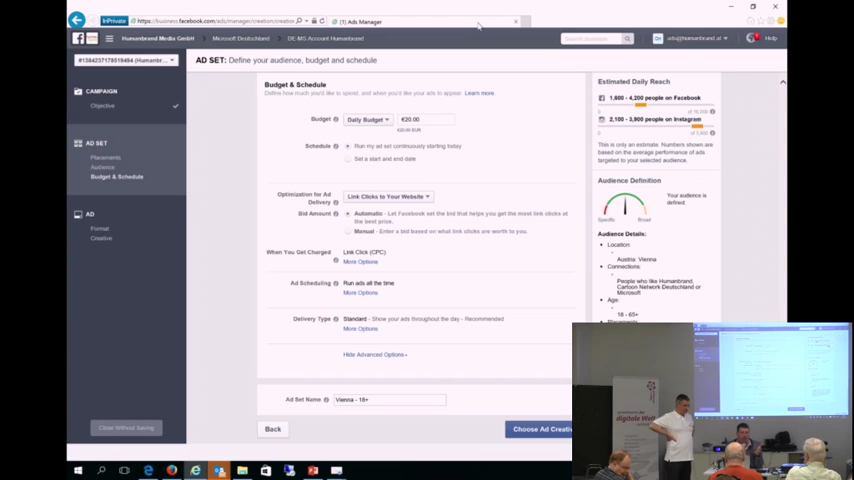 InPrivate
https://business.facebook.com/ads/manager/creation/creation
(1) Ads Manager
Humanbrand Media GmbH
Microsoft Deutschland
DE-MS Account Humanbrand
ads@humanbrand.at
Help
#1384237178519494 (Humanbr...
AD SET: Define your audience, budget and schedule
CAMPAIGN
Objective
AD SET
Placements
Audience
Budget & Schedule
AD
Format
Creative
Close Without Saving
Budget & Schedule
Define how much you'd like to spend, and when you'd like your ads to appear. Learn more.
Budget
Daily Budget
€20.00
€20.00 EUR
Schedule
Run my ad set continuously starting today
Set a start and end date
Optimization for Ad
Delivery
Link Clicks to Your Website
Bid Amount
Automatic - Let Facebook set the bid that helps you get the most link clicks at
the best price.
Manual - Enter a bid based on what link clicks are worth to you.
When You Get Charged
Link Click (CPC)
More Options
Ad Scheduling
Run ads all the time
More Options
Delivery Type
Standard - Show your ads throughout the day - Recommended
More Options
Hide Advanced Options
Ad Set Name
Vienna - 18+
Back
Choose Ad Creative
Estimated Daily Reach
1,600 - 4,200 people on Facebook
2,100 - 3,900 people on Instagram
This is only an estimate. Numbers shown are
based on the average performance of ads
targeted to your selected audience.
Audience Definition
Your audience is
defined.
Specific
Broad
Audience Details:
Location:
Austria: Vienna
Connections:
People who like Humanbrand,
Cartoon Network Deutschland or
Microsoft
Age:
18 - 65+
digitale Welt